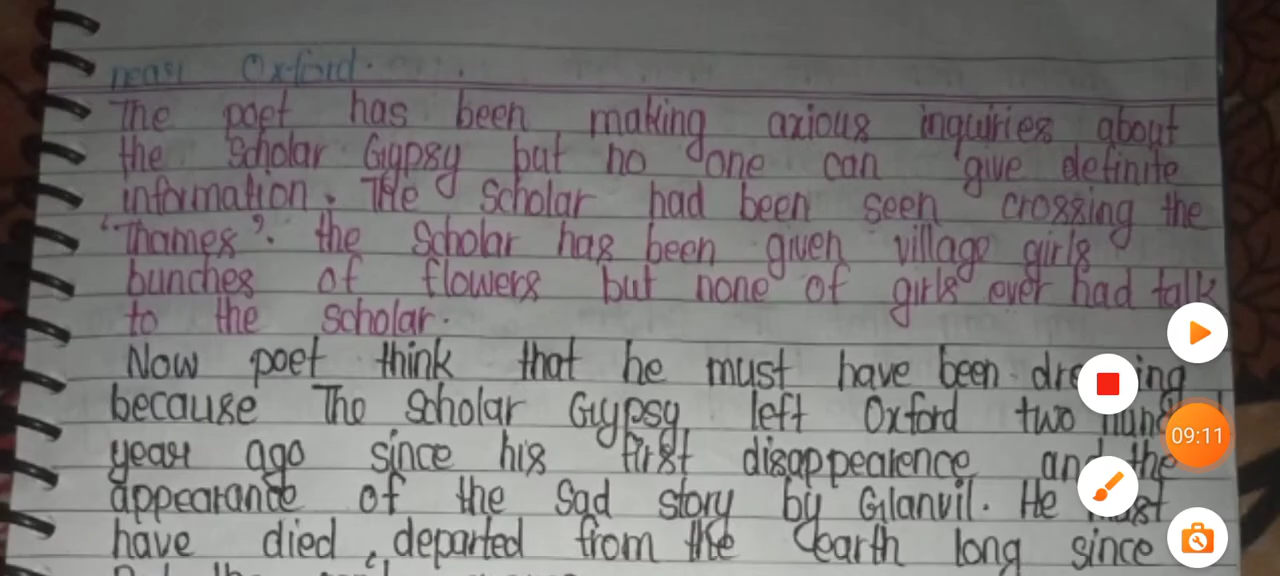 near Oxford.
The poet has been making axious inquiries about
the Scholar Gypsy but no one can give definite
information. The Scholar had been seen crossing the
"Thames". the Scholar has been given village girls
bunches of flowers but none of girls ever had talk
to the scholar.
Now poet think that he must have been
because The Scholar Gypsy left Oxford two
year ago since his first disappearence and the
appearance of the Sad story by Glanvil. He
have died, departed from the earth long since
09:11